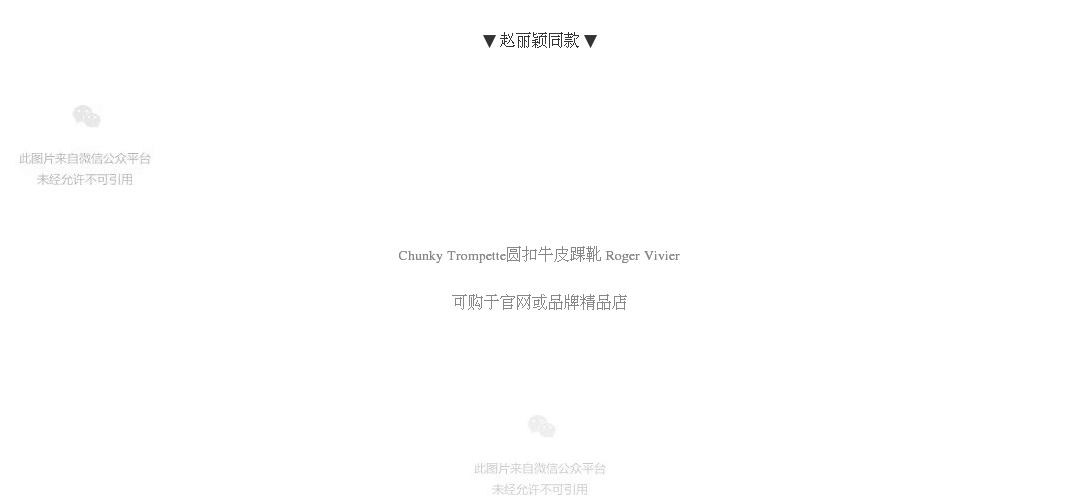 ▼ 赵丽颖同款 ▼
此图片来自微信公众平台
未经允许不可引用
Chunky Trompette圆扣牛皮踝靴 Roger Vivier
可购于官网或品牌精品店
此图片来自微信公众平台
未经允许不可引用